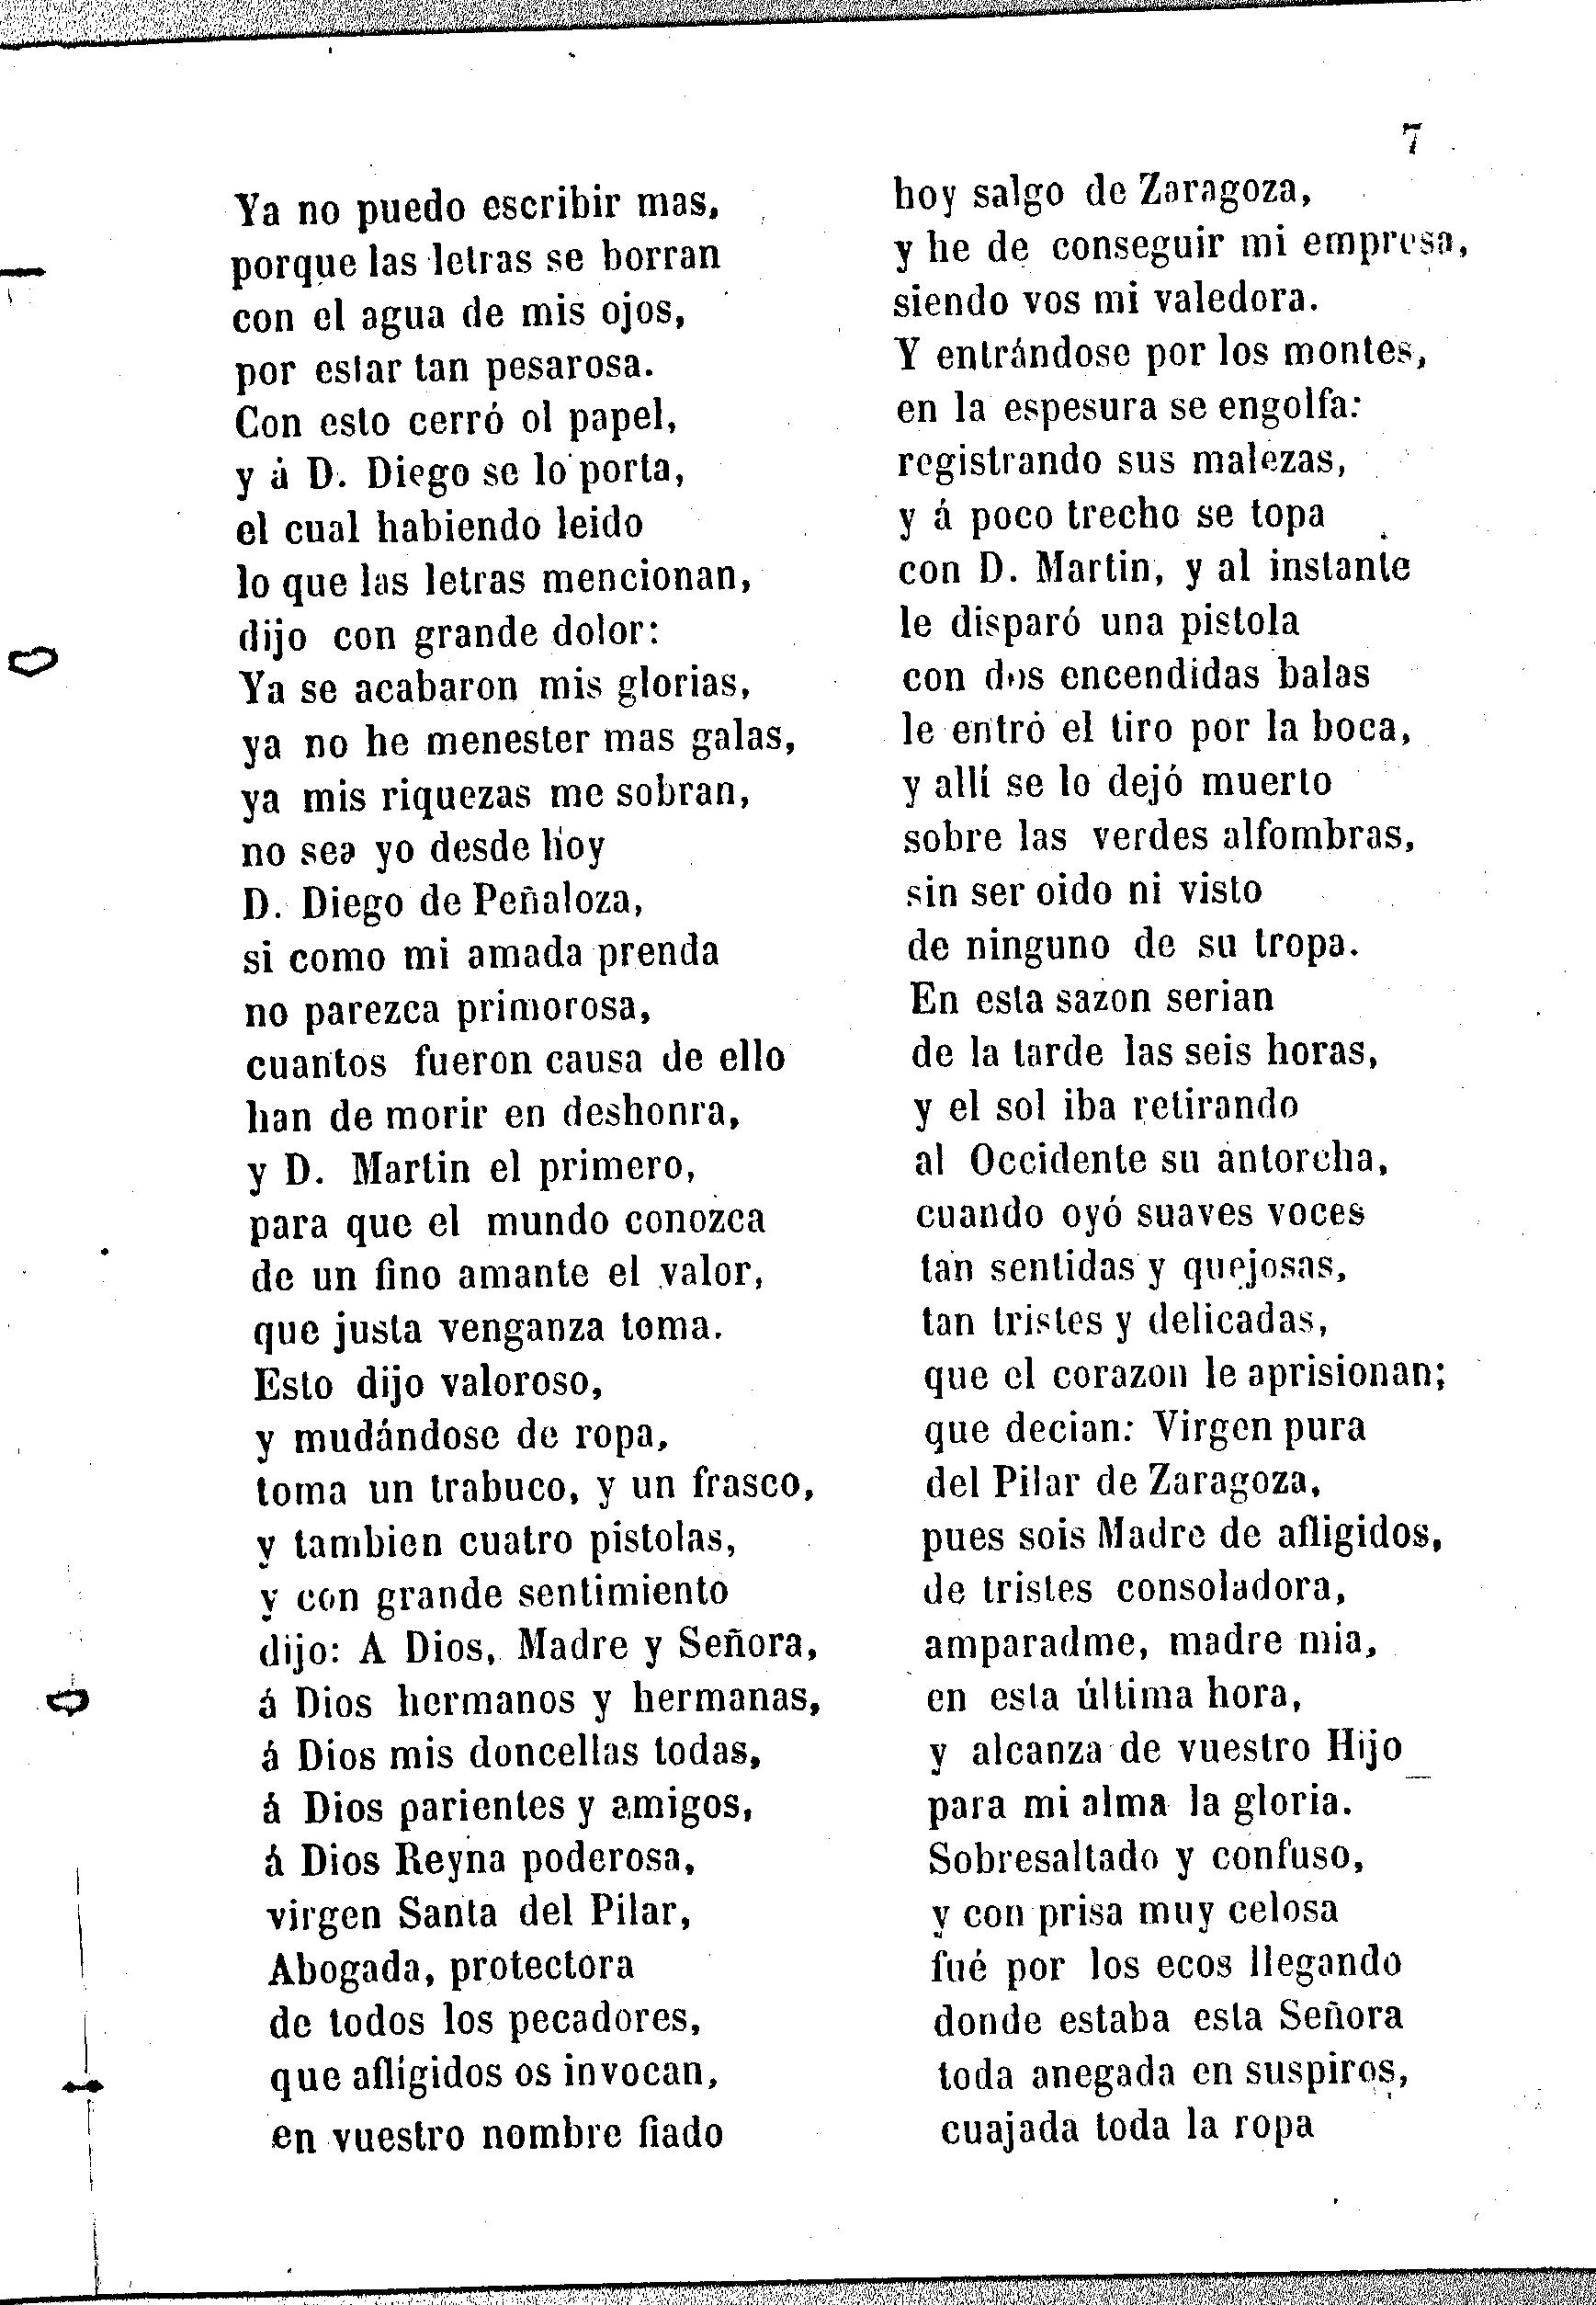 7
Ya no puedo escribir mas,
porque las letras se borran
con el agua de mis ojos,
por estar tan pesarosa.
Con esto cerró ol papel,
y á D. Diego se lo porta,
el cual habiendo leido
lo que las letras mencionan,
dijo con grande dolor:
Ya se acabaron mis glorias,
ya no he menester mas galas,
ya mis riquezas me sobran,
no sea yo desde hoy
D. Diego de Peñaloza,
si como mi amada prenda
no parezca primorosa,
cuantos fueron causa de ello
han de morir en deshonra,
y D. Martin el primero,
para que el mundo conozca
de un fino amante el valor,
que justa venganza toma.
Esto dijo valoroso,
y mudándose de ropa,
toma un trabuco, y un frasco,
y tambien cuatro pistolas,
y con grande sentimiento
dijo: A Dios, Madre y Señora,
á Dios hermanos y hermanas,
á Dios mis doncellas todas,
á Dios parientes y amigos,
á Dios Reyna poderosa,
virgen Santa del Pilar,
Abogada, protectora
de todos los pecadores,
que afligidos os invocan,
en vuestro nombre fiado
hoy salgo de Zaragoza,
y he de conseguir mi empresa,
siendo vos mi valedora.
Y entrándose por los montes,
en la espesura se engolfa:
registrando sus malezas,
y á poco trecho se topa
con D. Martin, y al instante
le disparó una pistola
con dos encendidas balas
le entró el tiro por la boca,
y allí se lo dejó muerto
sobre las verdes alfombras,
sin ser oido ni visto
de ninguno de su tropa.
En esta sazon serian
de la tarde las seis horas,
y el sol iba retirando
al Occidente su antorcha,
cuando oyó suaves voces
tan sentidas y quejosas,
tan tristes y delicadas,
que el corazon le aprisionan;
que decian: Virgen pura
del Pilar de Zaragoza,
pues sois Madre de afligidos,
de tristes consoladora,
amparadme, madre mia,
en esta última hora,
y alcanza de vuestro Hijo
para mi alma la gloria.
Sobresaltado y confuso,
y con prisa muy celosa
fué por los ecos llegando
donde estaba esta Señora
toda anegada en suspiros,
cuajada toda la ropa